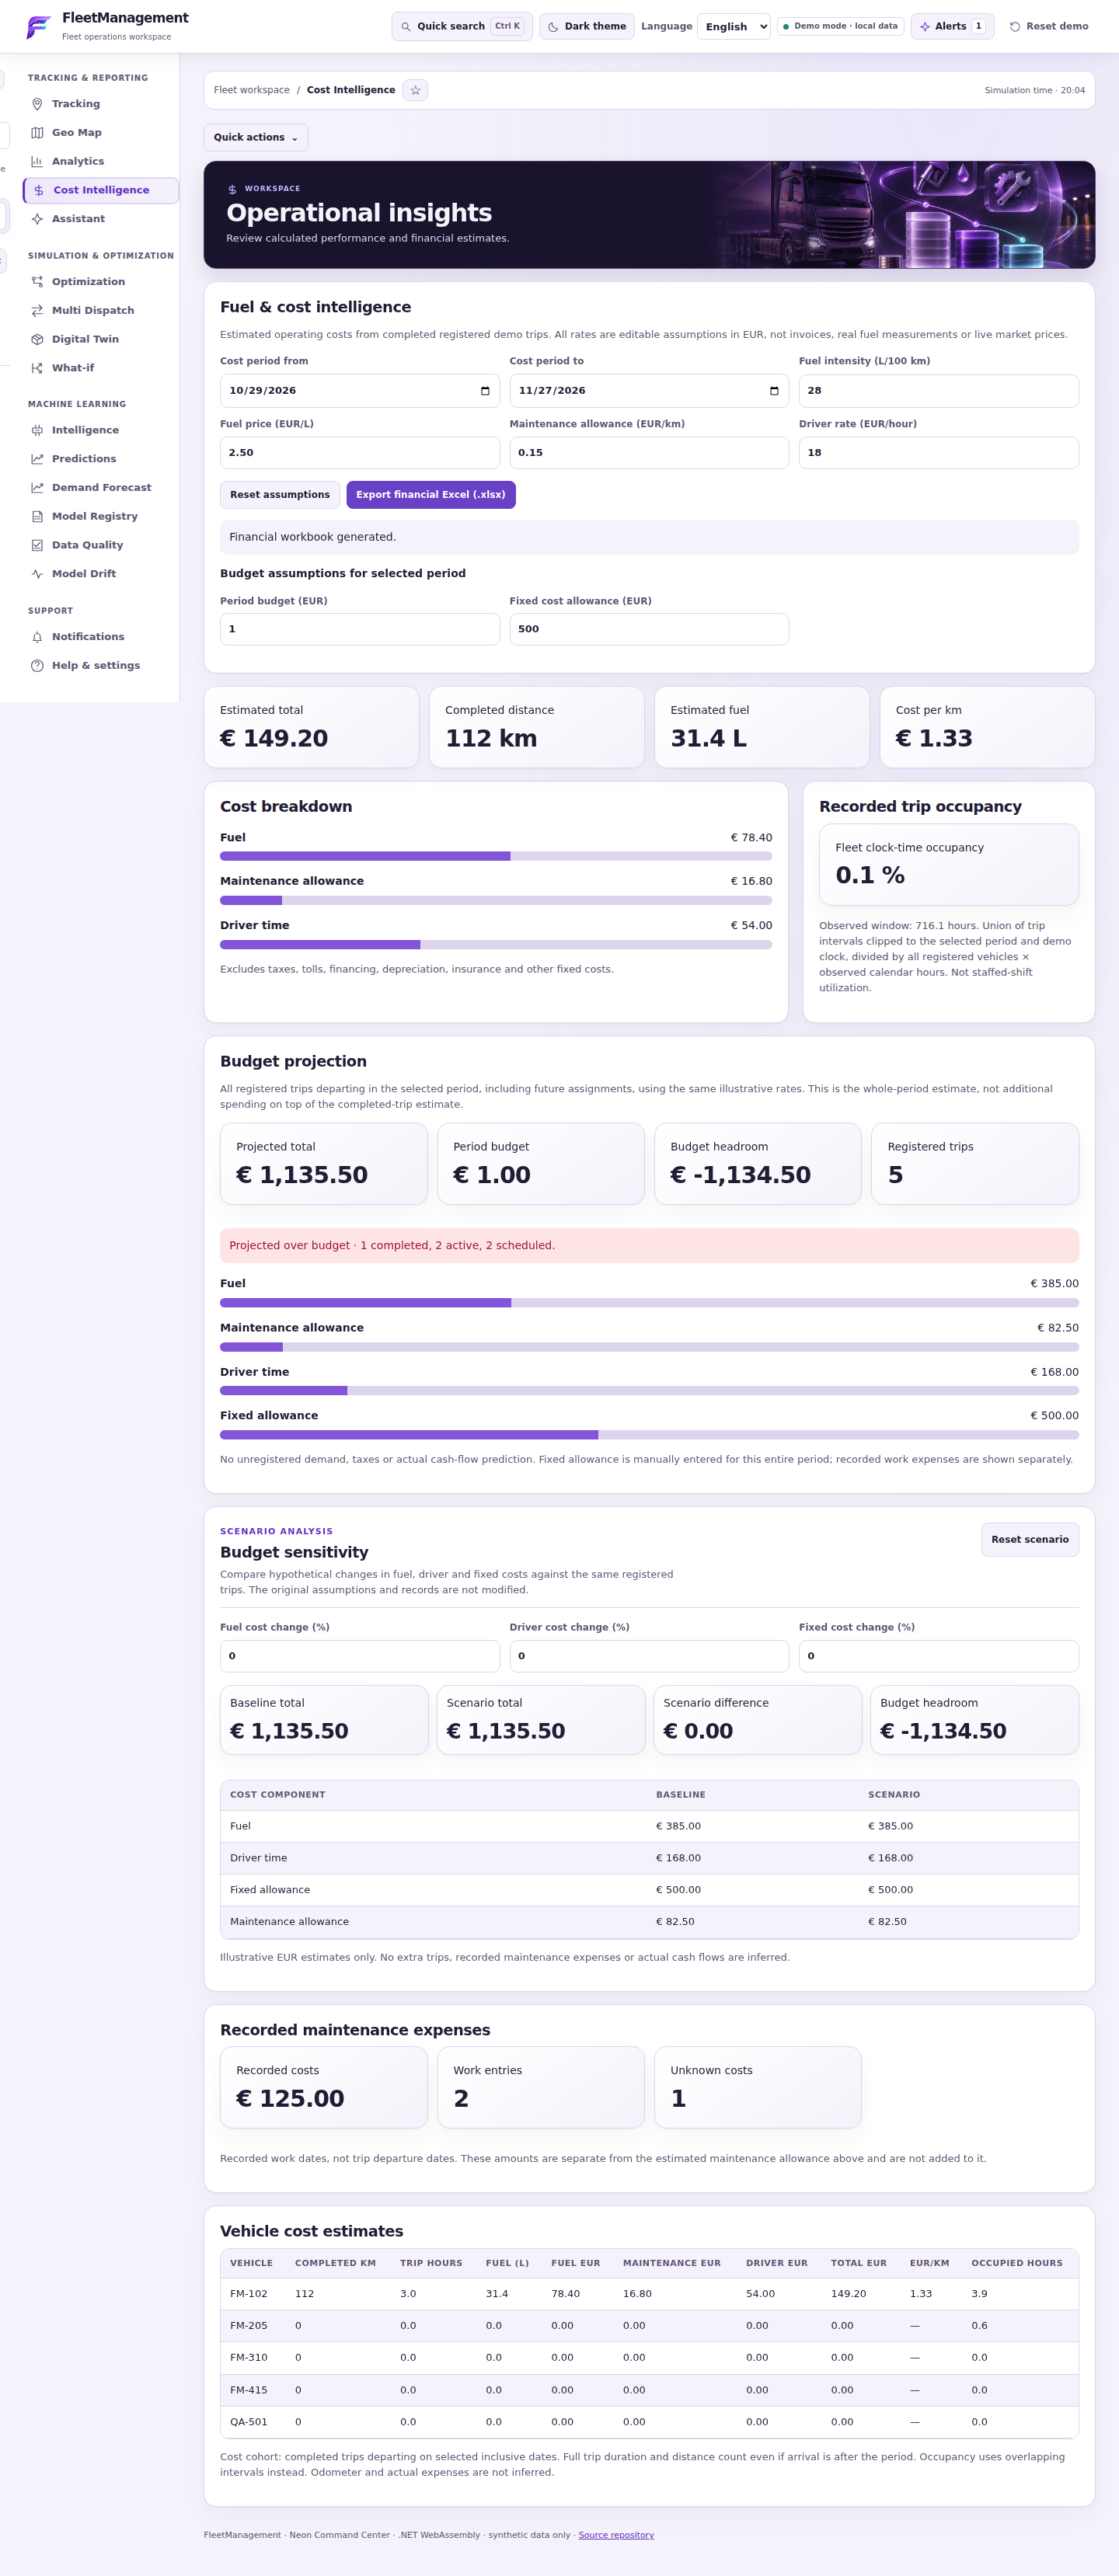 FleetManagement
Fleet operations workspace
Quick search Ctrl K
Dark theme
Language
English
Demo mode · local data
Alerts 1
Reset demo
TRACKING & REPORTING
Tracking
Geo Map
Analytics
Cost Intelligence
Assistant
SIMULATION & OPTIMIZATION
Optimization
Multi Dispatch
Digital Twin
What-if
MACHINE LEARNING
Intelligence
Predictions
Demand Forecast
Model Registry
Data Quality
Model Drift
SUPPORT
Notifications
Help & settings
Fleet workspace / Cost Intelligence
Simulation time · 20:04
Quick actions
WORKSPACE
Operational insights
Review calculated performance and financial estimates.
Fuel & cost intelligence
Estimated operating costs from completed registered demo trips. All rates are editable assumptions in EUR, not invoices, real fuel measurements or live market prices.
Cost period from Cost period to Fuel intensity (L/100 km)
10/29/2026 11/27/2026 28
Fuel price (EUR/L) Maintenance allowance (EUR/km) Driver rate (EUR/hour)
2.50 0.15 18
Reset assumptions Export financial Excel (.xlsx)
Financial workbook generated.
Budget assumptions for selected period
Period budget (EUR) Fixed cost allowance (EUR)
1 500
Estimated total Completed distance Estimated fuel Cost per km
€ 149.20 112 km 31.4 L € 1.33
Cost breakdown
Fuel € 78.40
Maintenance allowance € 16.80
Driver time € 54.00
Excludes taxes, tolls, financing, depreciation, insurance and other fixed costs.
Recorded trip occupancy
Fleet clock-time occupancy
0.1 %
Observed window: 716.1 hours. Union of trip
intervals clipped to the selected period and demo
clock, divided by all registered vehicles ×
observed calendar hours. Not staffed-shift
utilization.
Budget projection
All registered trips departing in the selected period, including future assignments, using the same illustrative rates. This is the whole-period estimate, not additional
spending on top of the completed-trip estimate.
Projected total Period budget Budget headroom Registered trips
€ 1,135.50 € 1.00 € -1,134.50 5
Projected over budget · 1 completed, 2 active, 2 scheduled.
Fuel € 385.00
Maintenance allowance € 82.50
Driver time € 168.00
Fixed allowance € 500.00
No unregistered demand, taxes or actual cash-flow prediction. Fixed allowance is manually entered for this entire period; recorded work expenses are shown separately.
SCENARIO ANALYSIS
Budget sensitivity
Reset scenario
Compare hypothetical changes in fuel, driver and fixed costs against the same registered
trips. The original assumptions and records are not modified.
Fuel cost change (%) Driver cost change (%) Fixed cost change (%)
0 0 0
Baseline total Scenario total Scenario difference Budget headroom
€ 1,135.50 € 1,135.50 € 0.00 € -1,134.50
COST COMPONENT BASELINE SCENARIO
Fuel € 385.00 € 385.00
Driver time € 168.00 € 168.00
Fixed allowance € 500.00 € 500.00
Maintenance allowance € 82.50 € 82.50
Illustrative EUR estimates only. No extra trips, recorded maintenance expenses or actual cash flows are inferred.
Recorded maintenance expenses
Recorded costs Work entries Unknown costs
€ 125.00 2 1
Recorded work dates, not trip departure dates. These amounts are separate from the estimated maintenance allowance above and are not added to it.
Vehicle cost estimates
VEHICLE COMPLETED KM TRIP HOURS FUEL (L) FUEL EUR MAINTENANCE EUR DRIVER EUR TOTAL EUR EUR/KM OCCUPIED HOURS
FM-102 112 3.0 31.4 78.40 16.80 54.00 149.20 1.33 3.9
FM-205 0 0.0 0.0 0.00 0.00 0.00 0.00 — 0.6
FM-310 0 0.0 0.0 0.00 0.00 0.00 0.00 — 0.0
FM-415 0 0.0 0.0 0.00 0.00 0.00 0.00 — 0.0
QA-501 0 0.0 0.0 0.00 0.00 0.00 0.00 — 0.0
Cost cohort: completed trips departing on selected inclusive dates. Full trip duration and distance count even if arrival is after the period. Occupancy uses overlapping
intervals instead. Odometer and actual expenses are not inferred.
FleetManagement · Neon Command Center · .NET WebAssembly · synthetic data only · Source repository